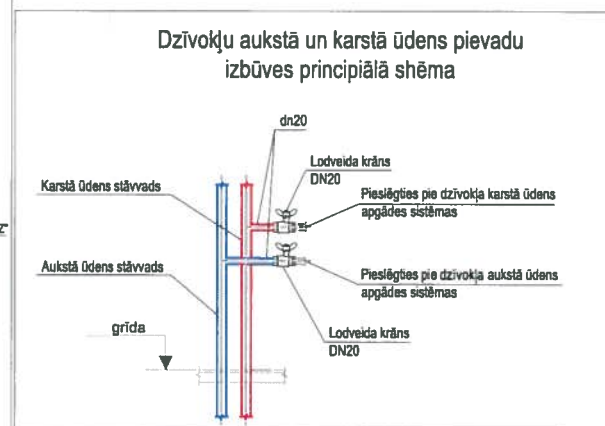 Dzīvokļu aukstā un karstā ūdens pievadu
izbūves principiālā shēma
dn20
Lodveida krāns
DN20
Karstā ūdens stāvvads
Pieslēgties pie dzīvokļa karstā ūdens
apgādes sistēmas
Aukstā ūdens stāvvads
Pieslēgties pie dzīvokļa aukstā ūdens
apgādes sistēmas
grīda
Lodveida krāns
DN20